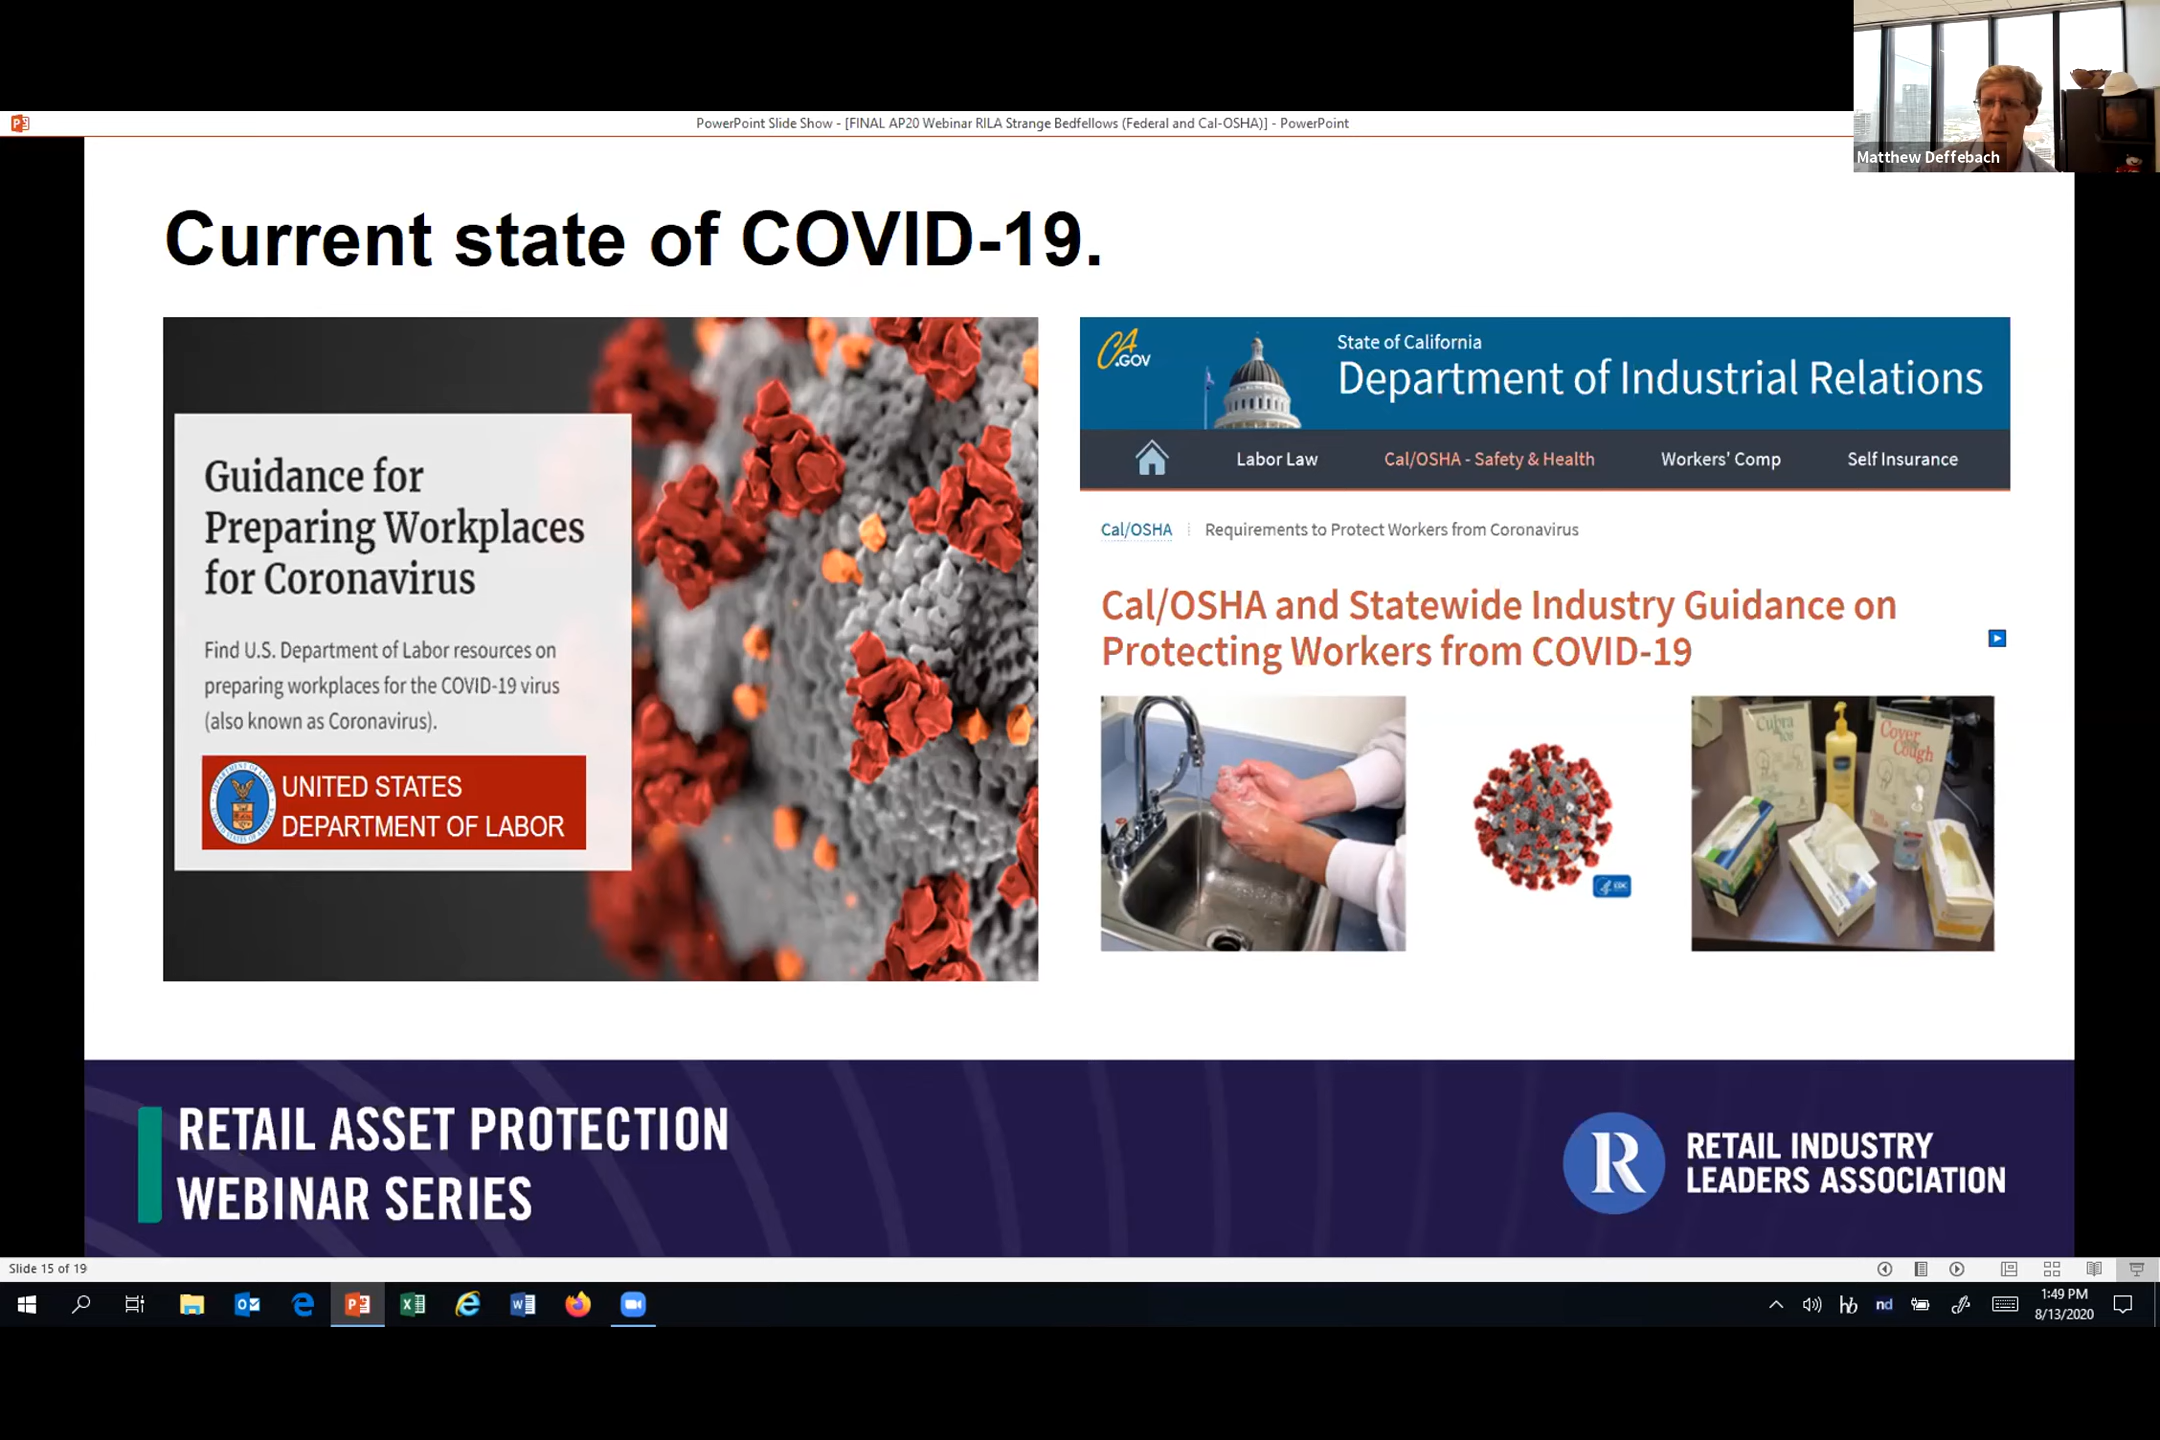 Matthew Deffebach
PowerPoint Slide Show - [FINAL AP20 Webinar RILA Strange Bedfellows (Federal and Cal-OSHA)] - PowerPoint
Current state of COVID-19.
Guidance for
Preparing Workplaces
for Coronavirus
Find U.S. Department of Labor resources on
preparing workplaces for the COVID-19 virus
(also known as Coronavirus).
UNITED STATES
DEPARTMENT OF LABOR
CA
.GOV
State of California
Department of Industrial Relations
Labor Law
Cal/OSHA - Safety & Health
Workers' Comp
Self Insurance
Cal/OSHA
Requirements to Protect Workers from Coronavirus
Cal/OSHA and Statewide Industry Guidance on
Protecting Workers from COVID-19
CDC
Cubra
Cover
Cough
RETAIL ASSET PROTECTION
WEBINAR SERIES
R
RETAIL INDUSTRY
LEADERS ASSOCIATION
Slide 15 of 19
hb
nd
1:49 PM
8/13/2020